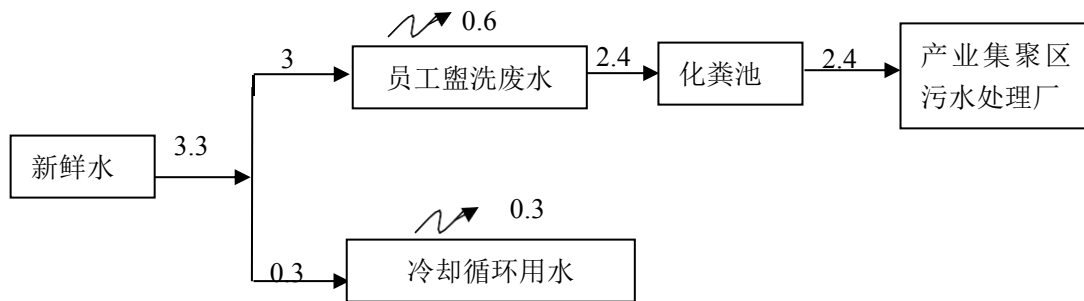 0.6
3
员工盥洗废水
2.4
化粪池
2.4
产业集聚区
污水处理厂
新鲜水
3.3
0.3
0.3
冷却循环用水